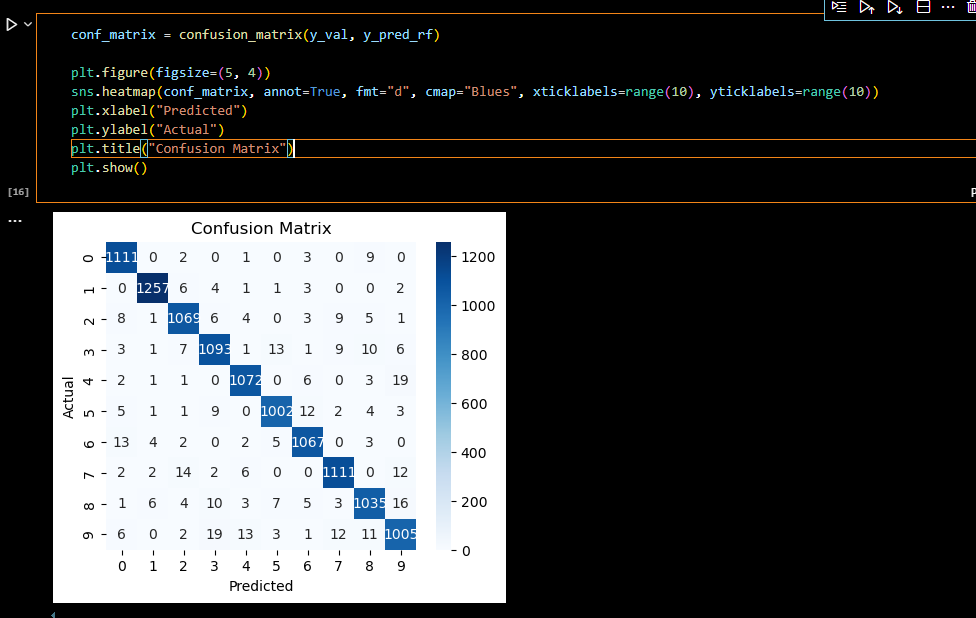 conf_matrix = confusion_matrix(y_val, y_pred_rf)
plt.figure(figsize=(5, 4))
sns.heatmap(conf_matrix, annot=True, fmt="d", cmap="Blues", xticklabels=range(10), yticklabels=range(10))
plt.xlabel("Predicted")
plt.ylabel("Actual")
plt.title("Confusion Matrix")
plt.show()
[16]
Confusion Matrix
0 1111 0 2 0 1 0 3 0 9 0
1 0 1257 6 4 1 1 3 0 0 2
2 8 1 1069 6 4 0 3 9 5 1
3 3 1 7 1093 1 13 1 9 10 6
4 2 1 1 0 1072 0 6 0 3 19
5 5 1 1 9 0 1002 12 2 4 3
6 13 4 2 0 2 5 1067 0 3 0
7 2 2 14 2 6 0 0 1111 0 12
8 1 6 4 10 3 7 5 3 1035 16
9 6 0 2 19 13 3 1 12 11 1005
0 1 2 3 4 5 6 7 8 9
Predicted
Actual
1200
1000
800
600
400
200
0